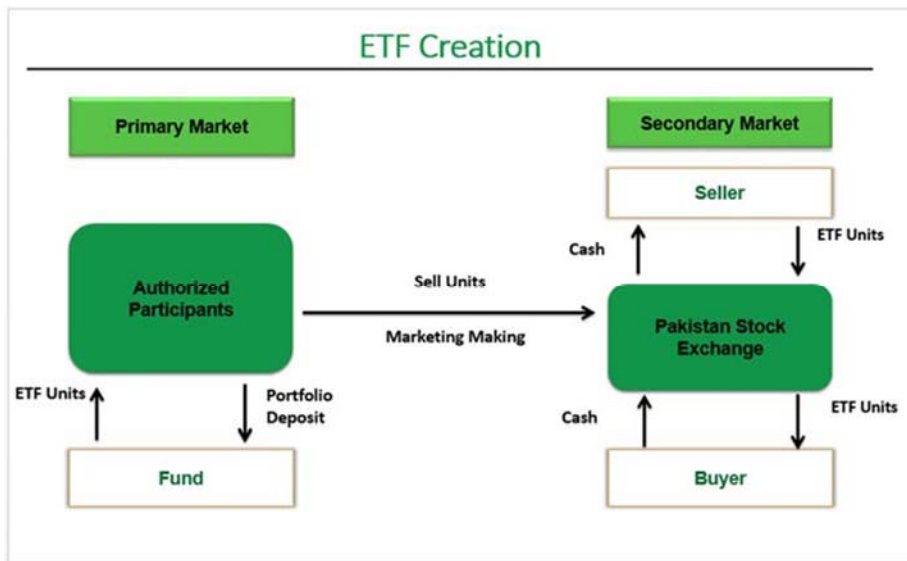 ETF Creation
Primary Market
Secondary Market
Seller
Cash
ETF Units
Authorized
Participants
Sell Units
Marketing Making
Pakistan Stock
Exchange
ETF Units
Portfolio
Deposit
Cash
ETF Units
Fund
Buyer